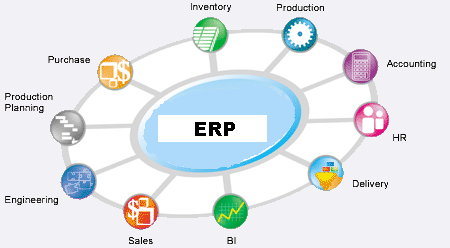 Inventory
Production
Purchase
Accounting
Production
Planning
ERP
HR
Engineering
Delivery
Sales
BI